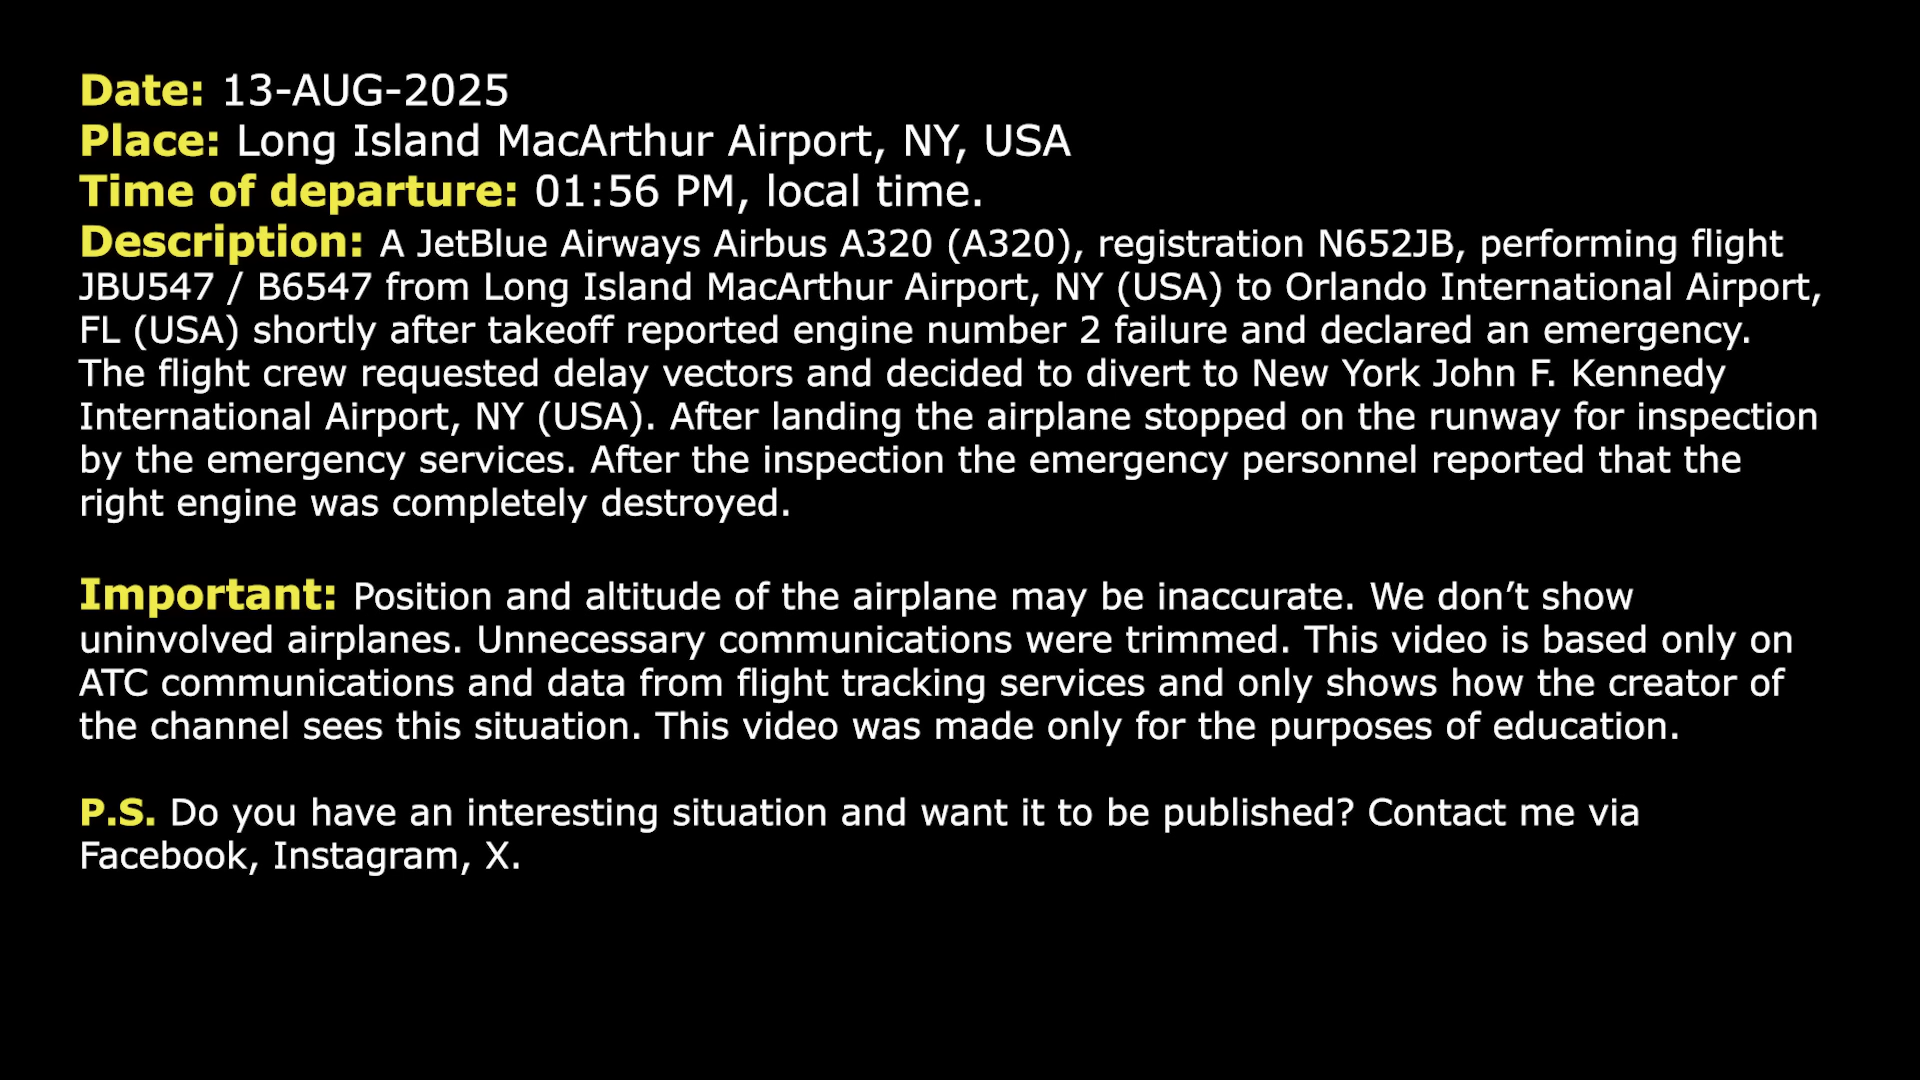 Date: 13-AUG-2025
Place: Long Island MacArthur Airport, NY, USA
Time of departure: 01:56 PM, local time.
Description: A JetBlue Airways Airbus A320 (A320), registration N652JB, performing flight
JBU547 / B6547 from Long Island MacArthur Airport, NY (USA) to Orlando International Airport,
FL (USA) shortly after takeoff reported engine number 2 failure and declared an emergency.
The flight crew requested delay vectors and decided to divert to New York John F. Kennedy
International Airport, NY (USA). After landing the airplane stopped on the runway for inspection
by the emergency services. After the inspection the emergency personnel reported that the
right engine was completely destroyed.
Important: Position and altitude of the airplane may be inaccurate. We don’t show
uninvolved airplanes. Unnecessary communications were trimmed. This video is based only on
ATC communications and data from flight tracking services and only shows how the creator of
the channel sees this situation. This video was made only for the purposes of education.
P.S. Do you have an interesting situation and want it to be published? Contact me via
Facebook, Instagram, X.